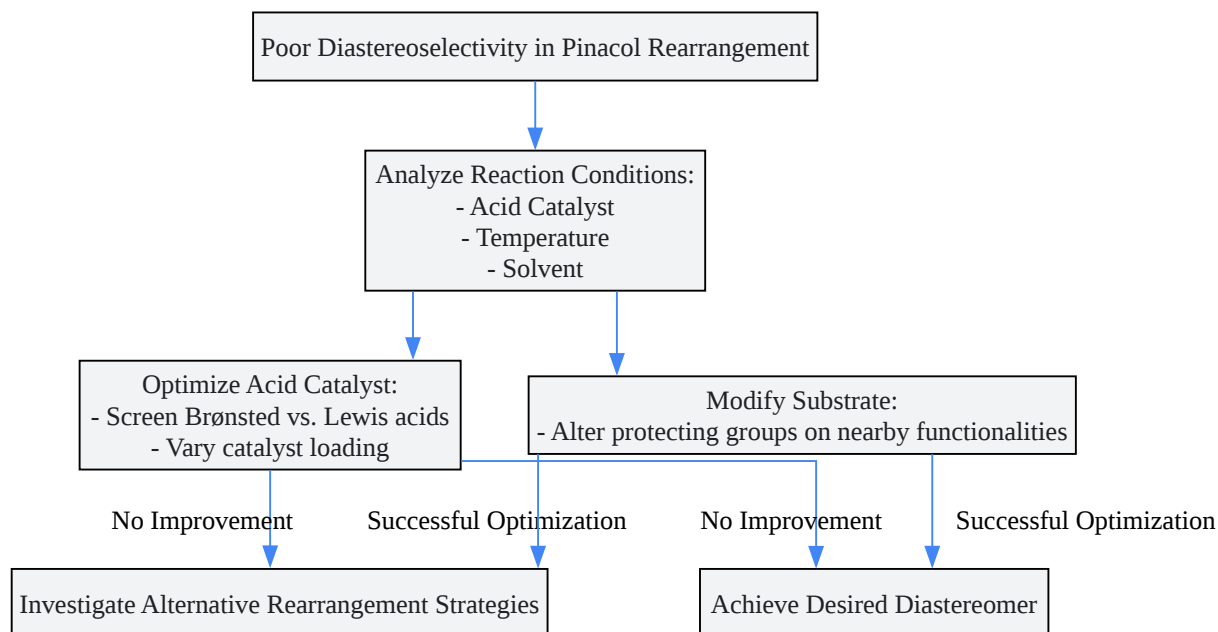 Poor Diastereoselectivity in Pinacol Rearrangement
Analyze Reaction Conditions:
- Acid Catalyst
- Temperature
- Solvent
Optimize Acid Catalyst:
- Screen Brønsted vs. Lewis acids
- Vary catalyst loading
Modify Substrate:
- Alter protecting groups on nearby functionalities
No Improvement
Successful Optimization
No Improvement
Successful Optimization
Investigate Alternative Rearrangement Strategies
Achieve Desired Diastereomer